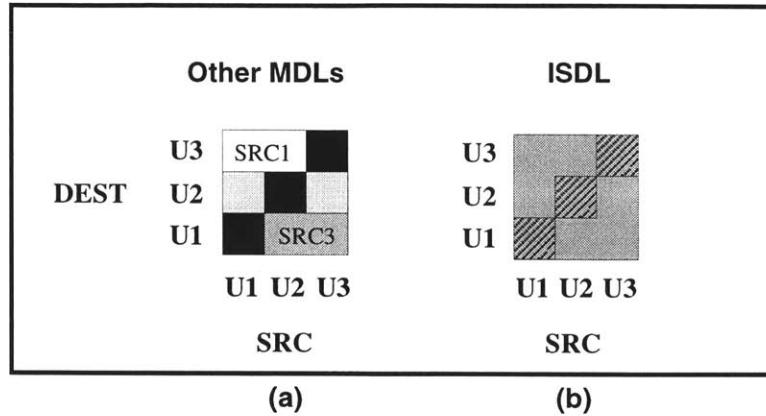 Other MDLs ISDL
U3 SRC1 U3
DEST U2 U2
U1 SRC3 U1
U1 U2 U3 U1 U2 U3
SRC SRC
(a) (b)